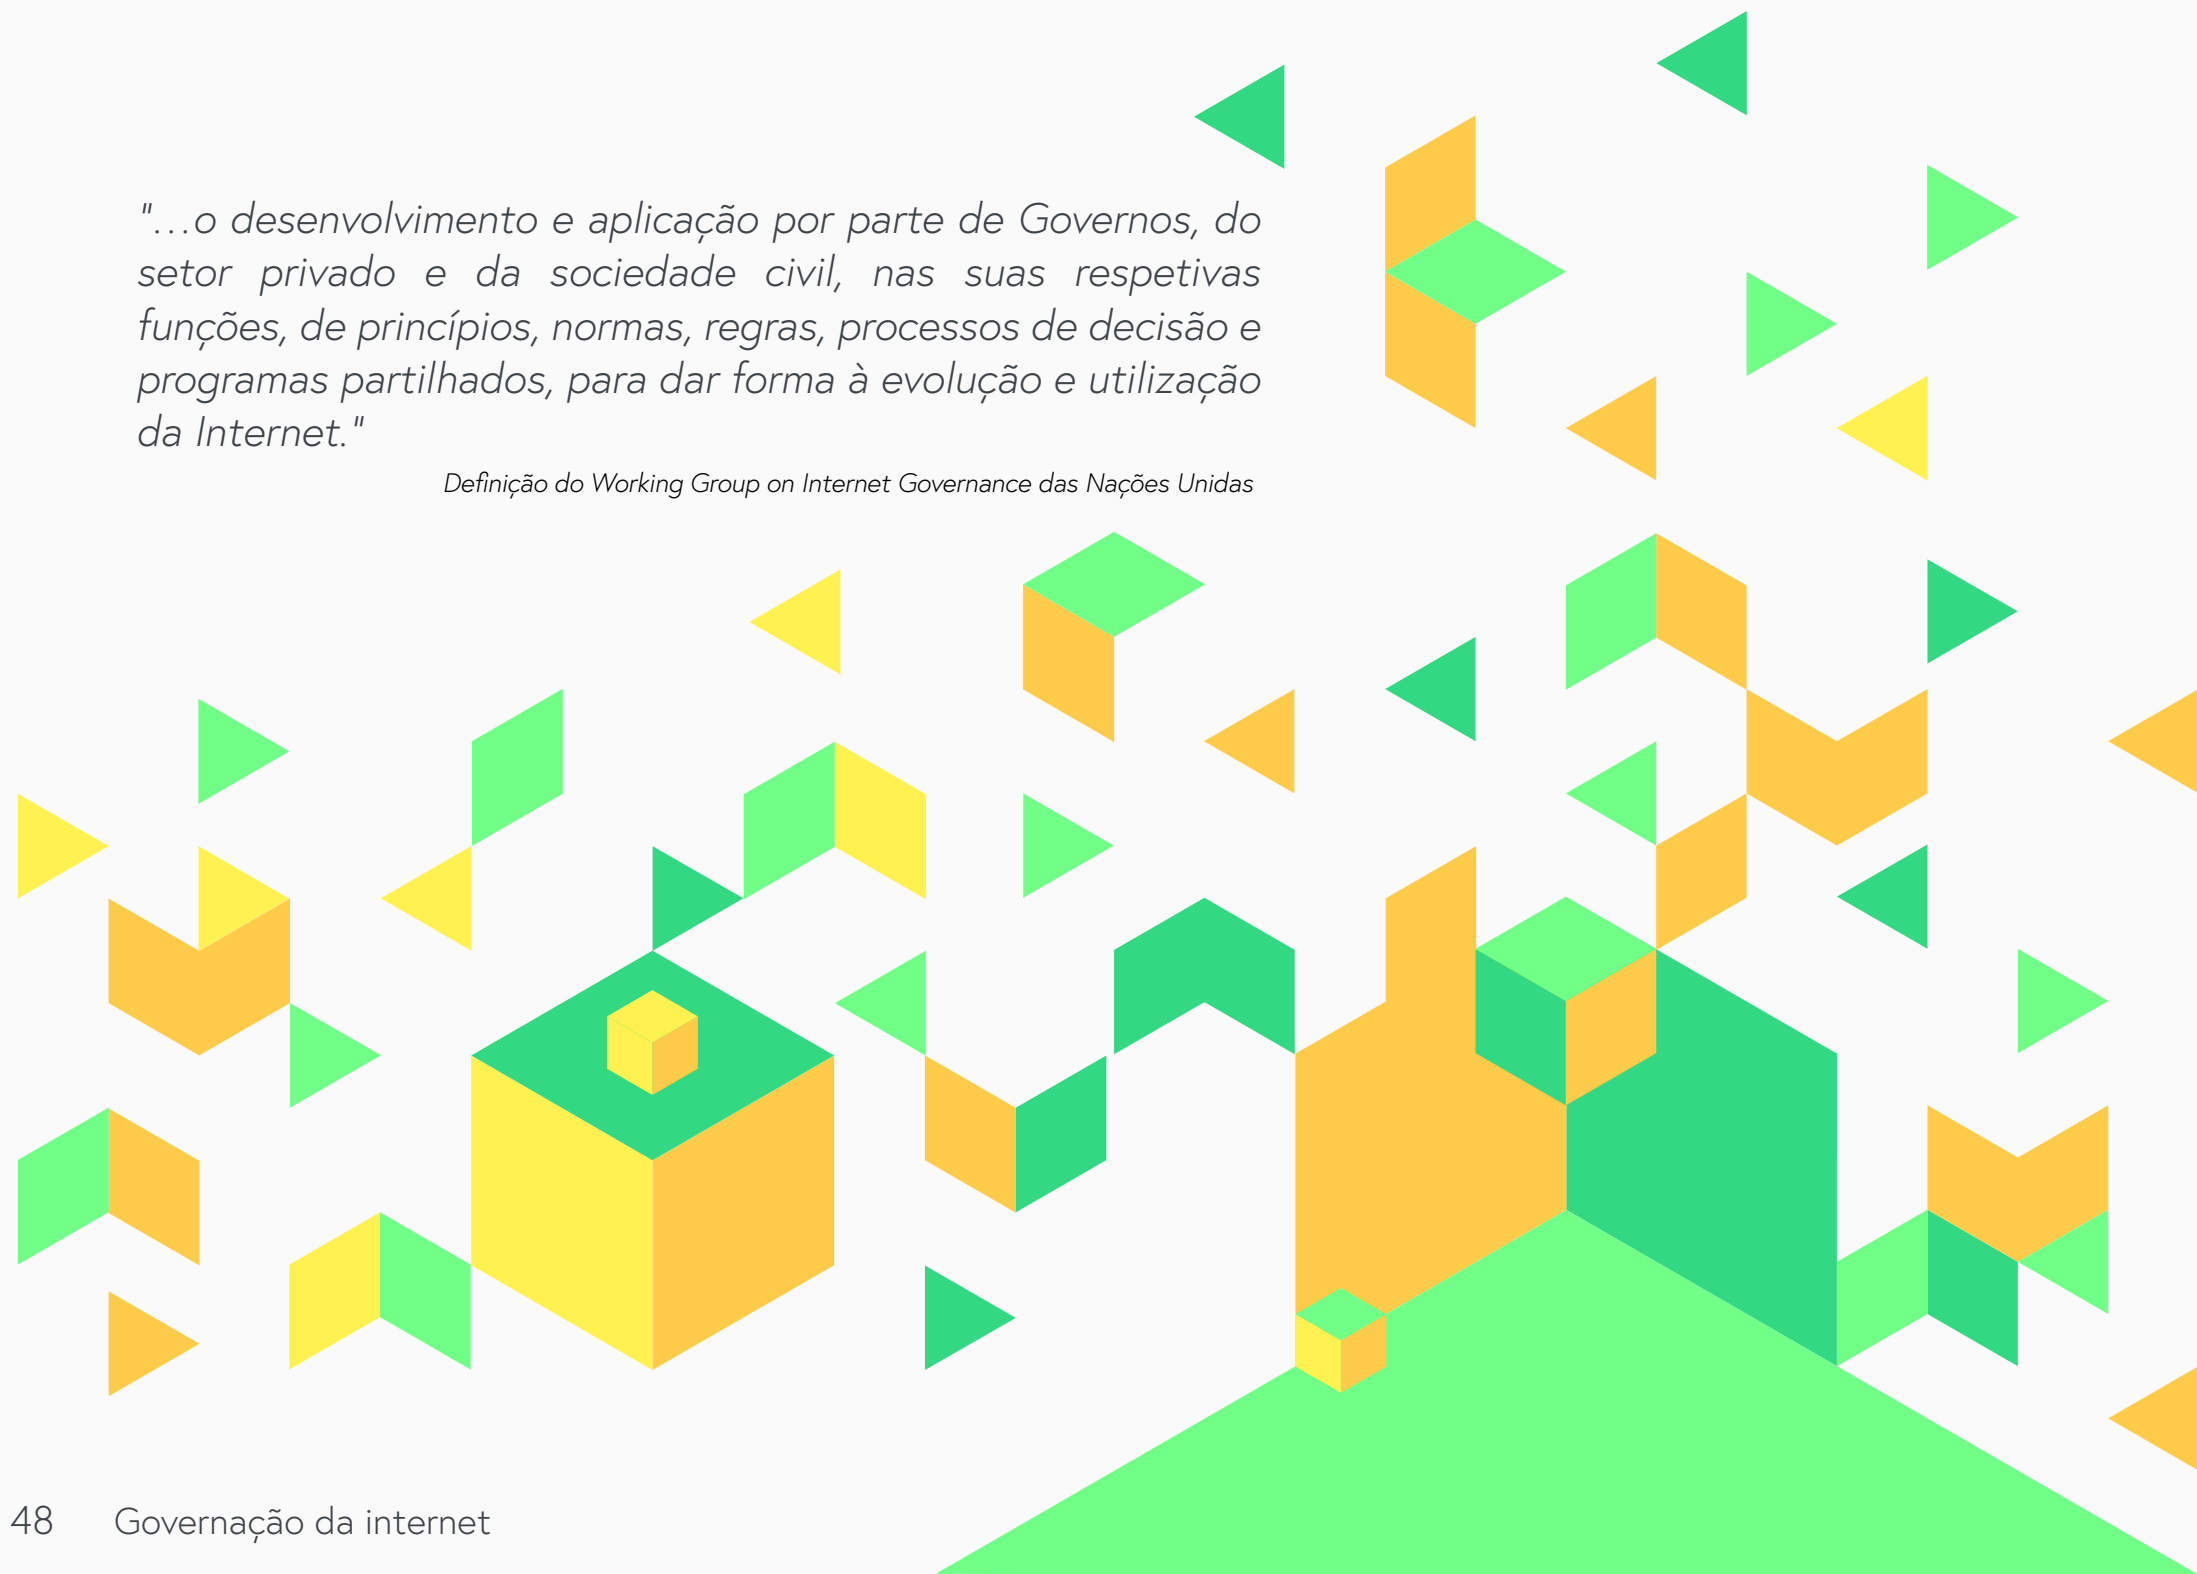 "...o desenvolvimento e aplicação por parte de Governos, do
setor privado e da sociedade civil, nas suas respetivas
funções, de princípios, normas, regras, processos de decisão e
programas partilhados, para dar forma à evolução e utilização
da Internet."
Definição do Working Group on Internet Governance das Nações Unidas
48 Governação da internet